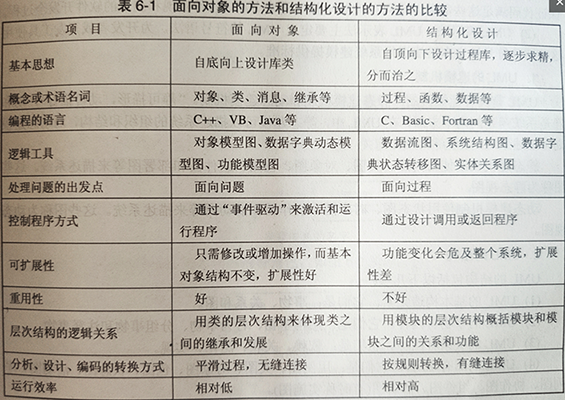 表 6-1 面向对象的方法和结构化设计的方法的比较
项目 面向对象 结构化设计
基本思想 自底向上设计库类 自顶向下设计过程库，逐步求精，
分而治之
概念或术语名词 对象、类、消息、继承等 过程、函数、数据等
编程的语言 C++、VB、Java 等 C、Basic、Fortran 等
逻辑工具 对象模型图、数据字典动态模
型图、功能模型图
数据流图、系统结构图、数据字
典状态转移图、实体关系图
处理问题的出发点 面向问题 面向过程
控制程序方式 通过“事件驱动”来激活和运
行程序
通过设计调用或返回程序
可扩展性 只需修改或增加操作，而基本
对象结构不变，扩展性好
功能变化会危及整个系统，扩展
性差
重用性 好 不好
层次结构的逻辑关系 用类的层次结构来体现类之
间的继承和发展
用模块的层次结构概括模块和模
块之间的关系和功能
分析、设计、编码的转换方式 平滑过程，无缝连接 按规则转换，有缝连接
运行效率 相对低 相对高